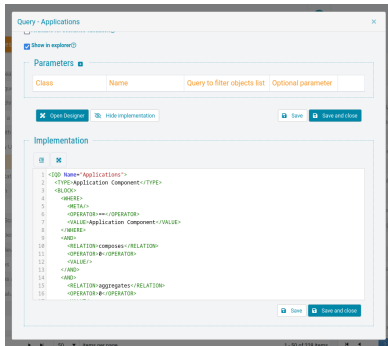 Query - Applications
×
Show in explorer
Parameters
Class Name Query to filter objects list Optional parameter
Open Designer Hide implementation Save Save and close
Implementation
1 <IQD Name="Applications">
2 <TYPE>Application Component</TYPE>
3 <BLOCK>
4 <WHERE>
5 <META/>
6 <OPERATOR>==</OPERATOR>
7 <VALUE>Application Component</VALUE>
8 </WHERE>
9 <AND>
10 <RELATION>composes</RELATION>
11 <OPERATOR>0</OPERATOR>
12 <VALUE/>
13 </AND>
14 <AND>
15 <RELATION>aggregates</RELATION>
16 <OPERATOR>0</OPERATOR>
Save Save and close
items per page